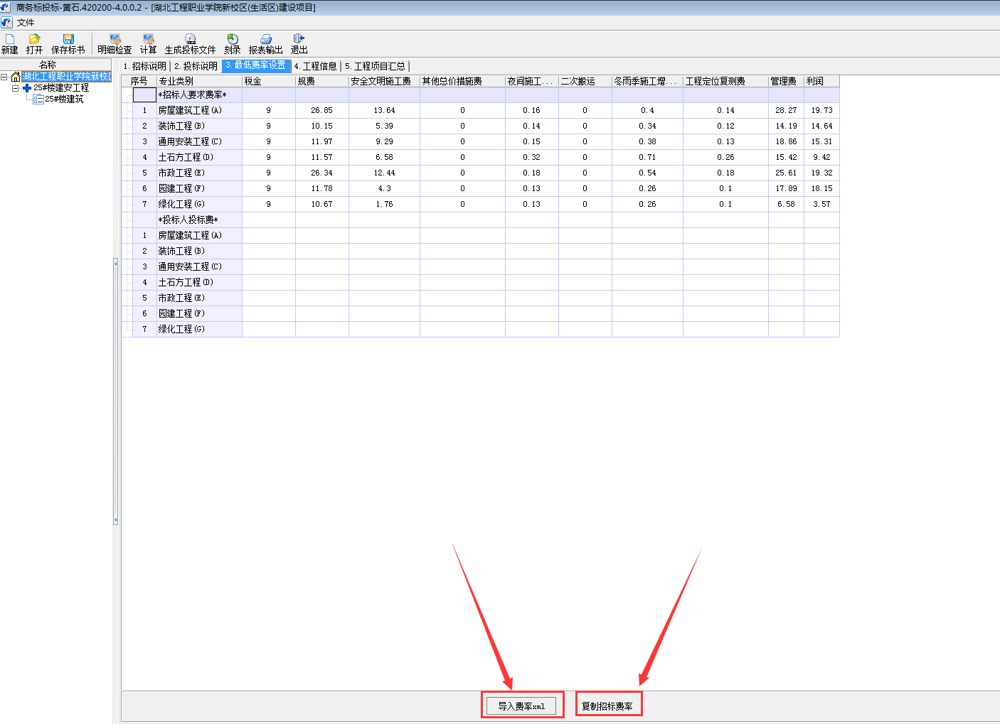 商务标投标-萤石.420200-4.0.0.2 - [湖北工程职业学院新校区(生活区)建设项目]
文件
新建 打开 保存标书 明细检查 计算 生成投标文件 刻录 报表输出 退出
名称
湖北工程职业学院新校
25#楼建安工程
25#楼建筑
1.招标说明 2.投标说明 3.最低费率设置 4.工程信息 5.工程项目汇总
序号 专业类别 税金 规费 安全文明施工费 其他总价措施费 夜间施工... 二次搬运 冬雨季施工增... 工程定位复测费 管理费 利润
*招标人要求费率*
1 房屋建筑工程(A) 9 26.85 13.64 0 0.16 0 0.4 0.14 28.27 19.73
2 装饰工程(B) 9 10.15 5.39 0 0.14 0 0.34 0.12 14.19 14.64
3 通用安装工程(C) 9 11.97 9.29 0 0.15 0 0.38 0.13 18.86 15.31
4 土石方工程(D) 9 11.57 6.58 0 0.32 0 0.71 0.26 15.42 9.42
5 市政工程(E) 9 26.34 12.44 0 0.18 0 0.54 0.18 25.61 19.32
6 园建工程(F) 9 11.78 4.3 0 0.13 0 0.26 0.1 17.89 18.15
7 绿化工程(G) 9 10.67 1.76 0 0.13 0 0.26 0.1 6.58 3.57
*投标人投标费*
1 房屋建筑工程(A)
2 装饰工程(B)
3 通用安装工程(C)
4 土石方工程(D)
5 市政工程(E)
6 园建工程(F)
7 绿化工程(G)
导入费率xml 复制招标费率